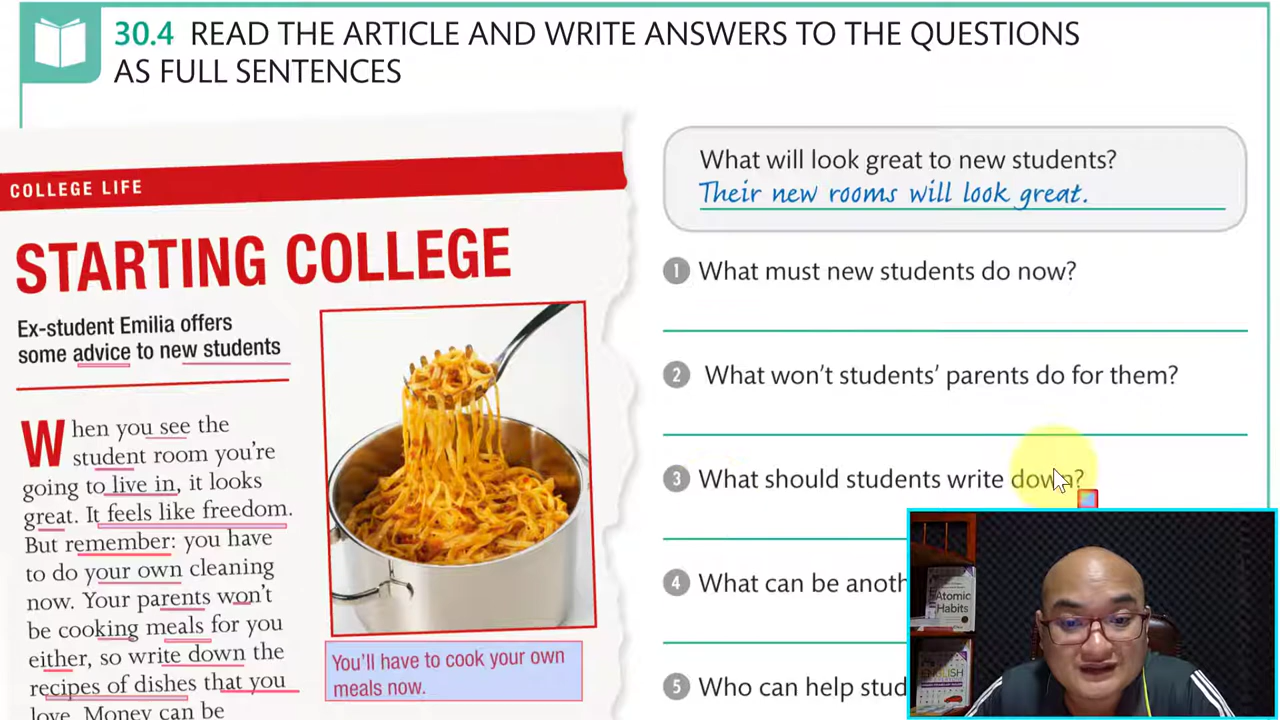 30.4 READ THE ARTICLE AND WRITE ANSWERS TO THE QUESTIONS
AS FULL SENTENCES
COLLEGE LIFE
STARTING COLLEGE
Ex-student Emilia offers
some advice to new students
When you see the
student room you're
going to live in, it looks
great. It feels like freedom.
But remember: you have
to do your own cleaning
now. Your parents won't
be cooking meals for you
either, so write down the
recipes of dishes that you
love. Money can be
You'll have to cook your own
meals now.
What will look great to new students?
Their new rooms will look great.
1 What must new students do now?
2 What won't students' parents do for them?
3 What should students write down?
4 What can be anoth
5 Who can help stud
Atomic
Habits
ENGLISH